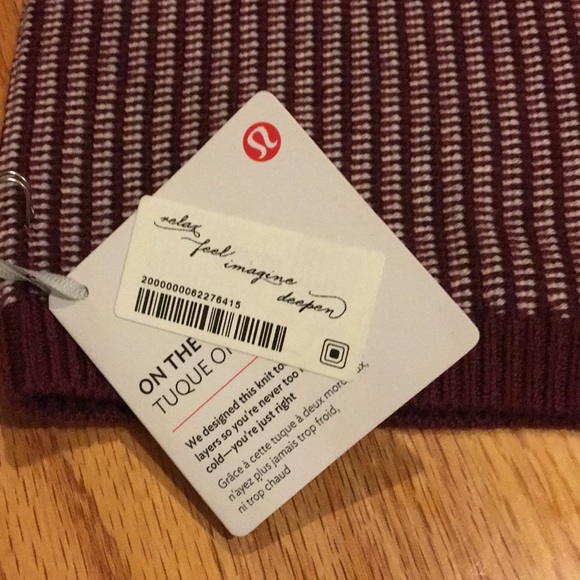 relax
feel imagine
deepen
2000000062276415
ON THE
TUQUE O
We designed this knit to
layers so you're never too
cold—you're just right
Grâce à cette tuque à deux
n'ayez plus jamais trop froid,
ni trop chaud